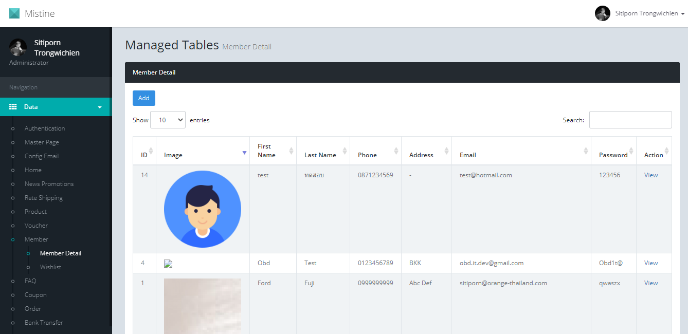 Mistine
Sitiporn Trongwichien
Sitiporn
Trongwichien
Administrator
Navigation
Data
Authentication
Master Page
Config Email
Home
News Promotions
Rate Shipping
Product
Voucher
Member
Member Detail
Wishlist
FAQ
Coupon
Order
Bank Transfer
Managed Tables Member Detail
Member Detail
Add
Show 10 entries
Search:
ID Image First Name Last Name Phone Address Email Password Action
14 test 0871234569 - test@hotmail.com 123456 View
4 Obd Test 0123456789 BKK obd.it.dev@gmail.com Obd1t@ View
1 Ford Fuji 0999999999 Abc Def sitiporn@orange-thailand.com qwaszx View